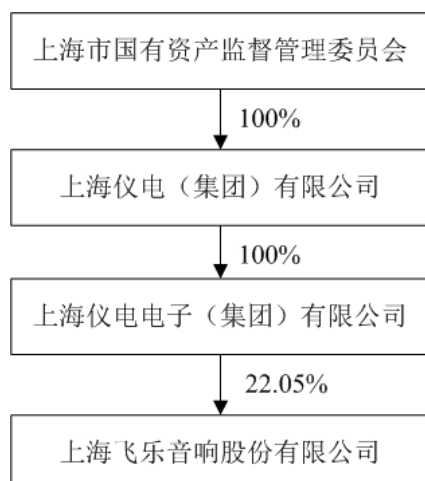 上海市国有资产监督管理委员会
100%
上海仪电（集团）有限公司
100%
上海仪电电子（集团）有限公司
22.05%
上海飞乐音响股份有限公司